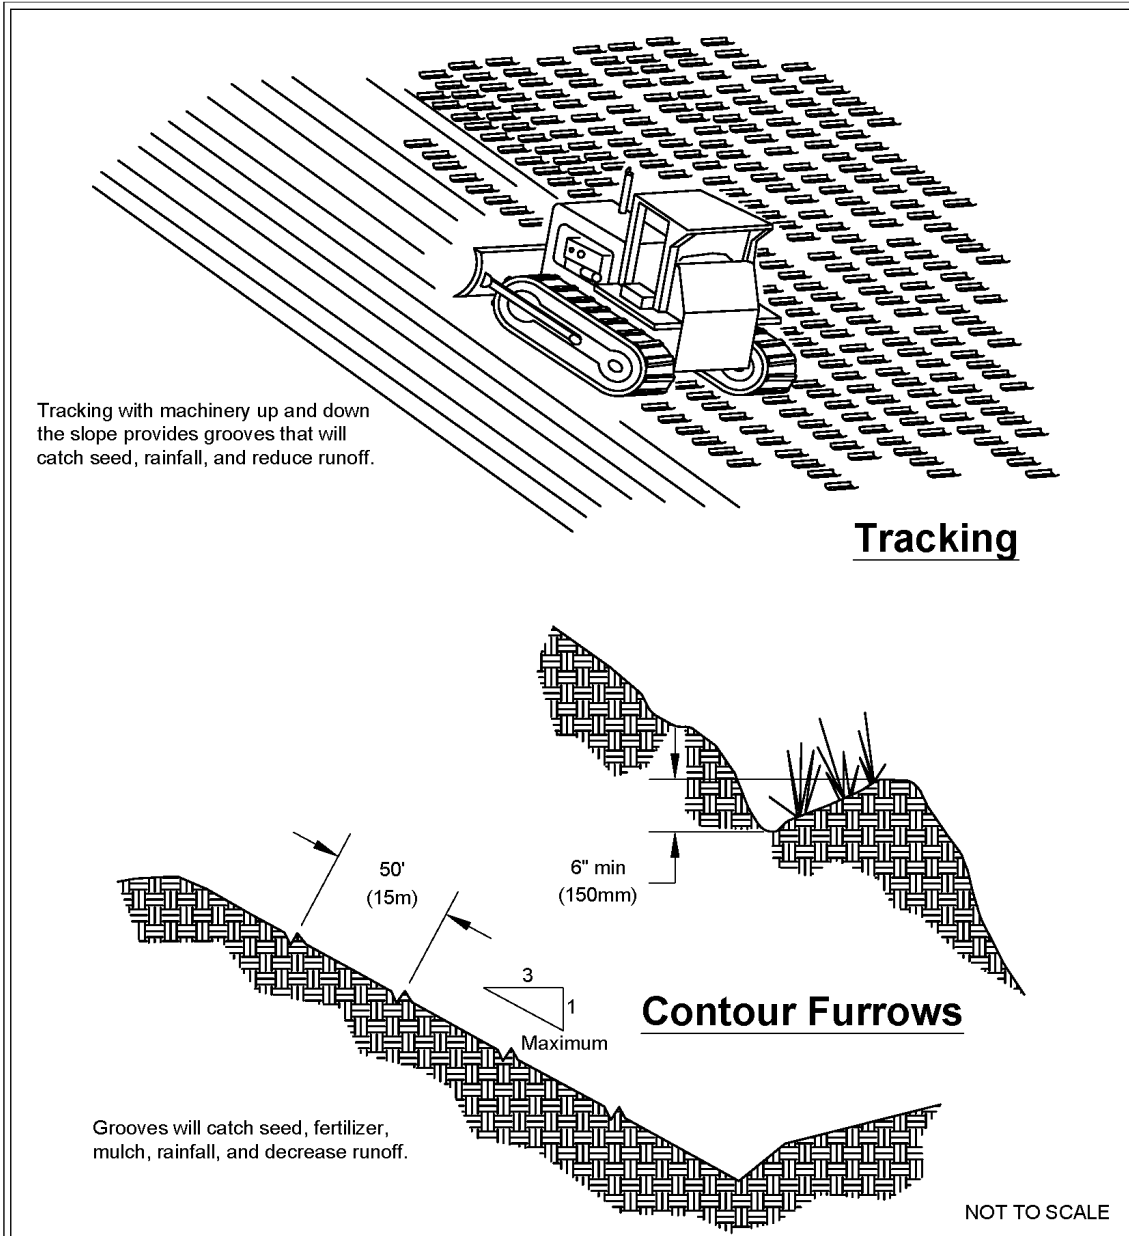 Tracking with machinery up and down
the slope provides grooves that will
catch seed, rainfall, and reduce runoff.
Tracking
6" min
(150mm)
50'
(15m)
3
1
Maximum
Contour Furrows
Grooves will catch seed, fertilizer,
mulch, rainfall, and decrease runoff.
NOT TO SCALE